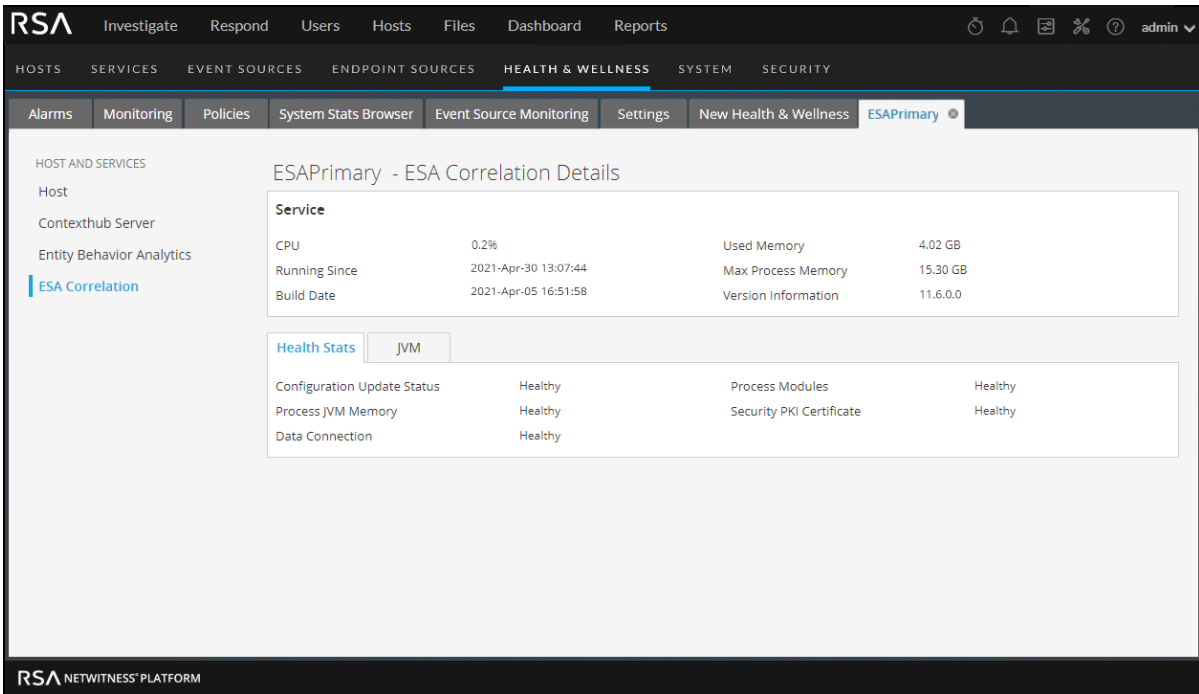 RSA Investigate Respond Users Hosts Files Dashboard Reports admin
HOSTS SERVICES EVENT SOURCES ENDPOINT SOURCES HEALTH & WELLNESS SYSTEM SECURITY
Alarms Monitoring Policies System Stats Browser Event Source Monitoring Settings New Health & Wellness ESAPrimary
HOST AND SERVICES
Host
Contexthub Server
Entity Behavior Analytics
ESA Correlation
ESAPrimary - ESA Correlation Details
Service
CPU 0.2% Used Memory 4.02 GB
Running Since 2021-Apr-30 13:07:44 Max Process Memory 15.30 GB
Build Date 2021-Apr-05 16:51:58 Version Information 11.6.0.0
Health Stats JVM
Configuration Update Status Healthy Process Modules Healthy
Process JVM Memory Healthy Security PKI Certificate Healthy
Data Connection Healthy
RSA NETWITNESS® PLATFORM